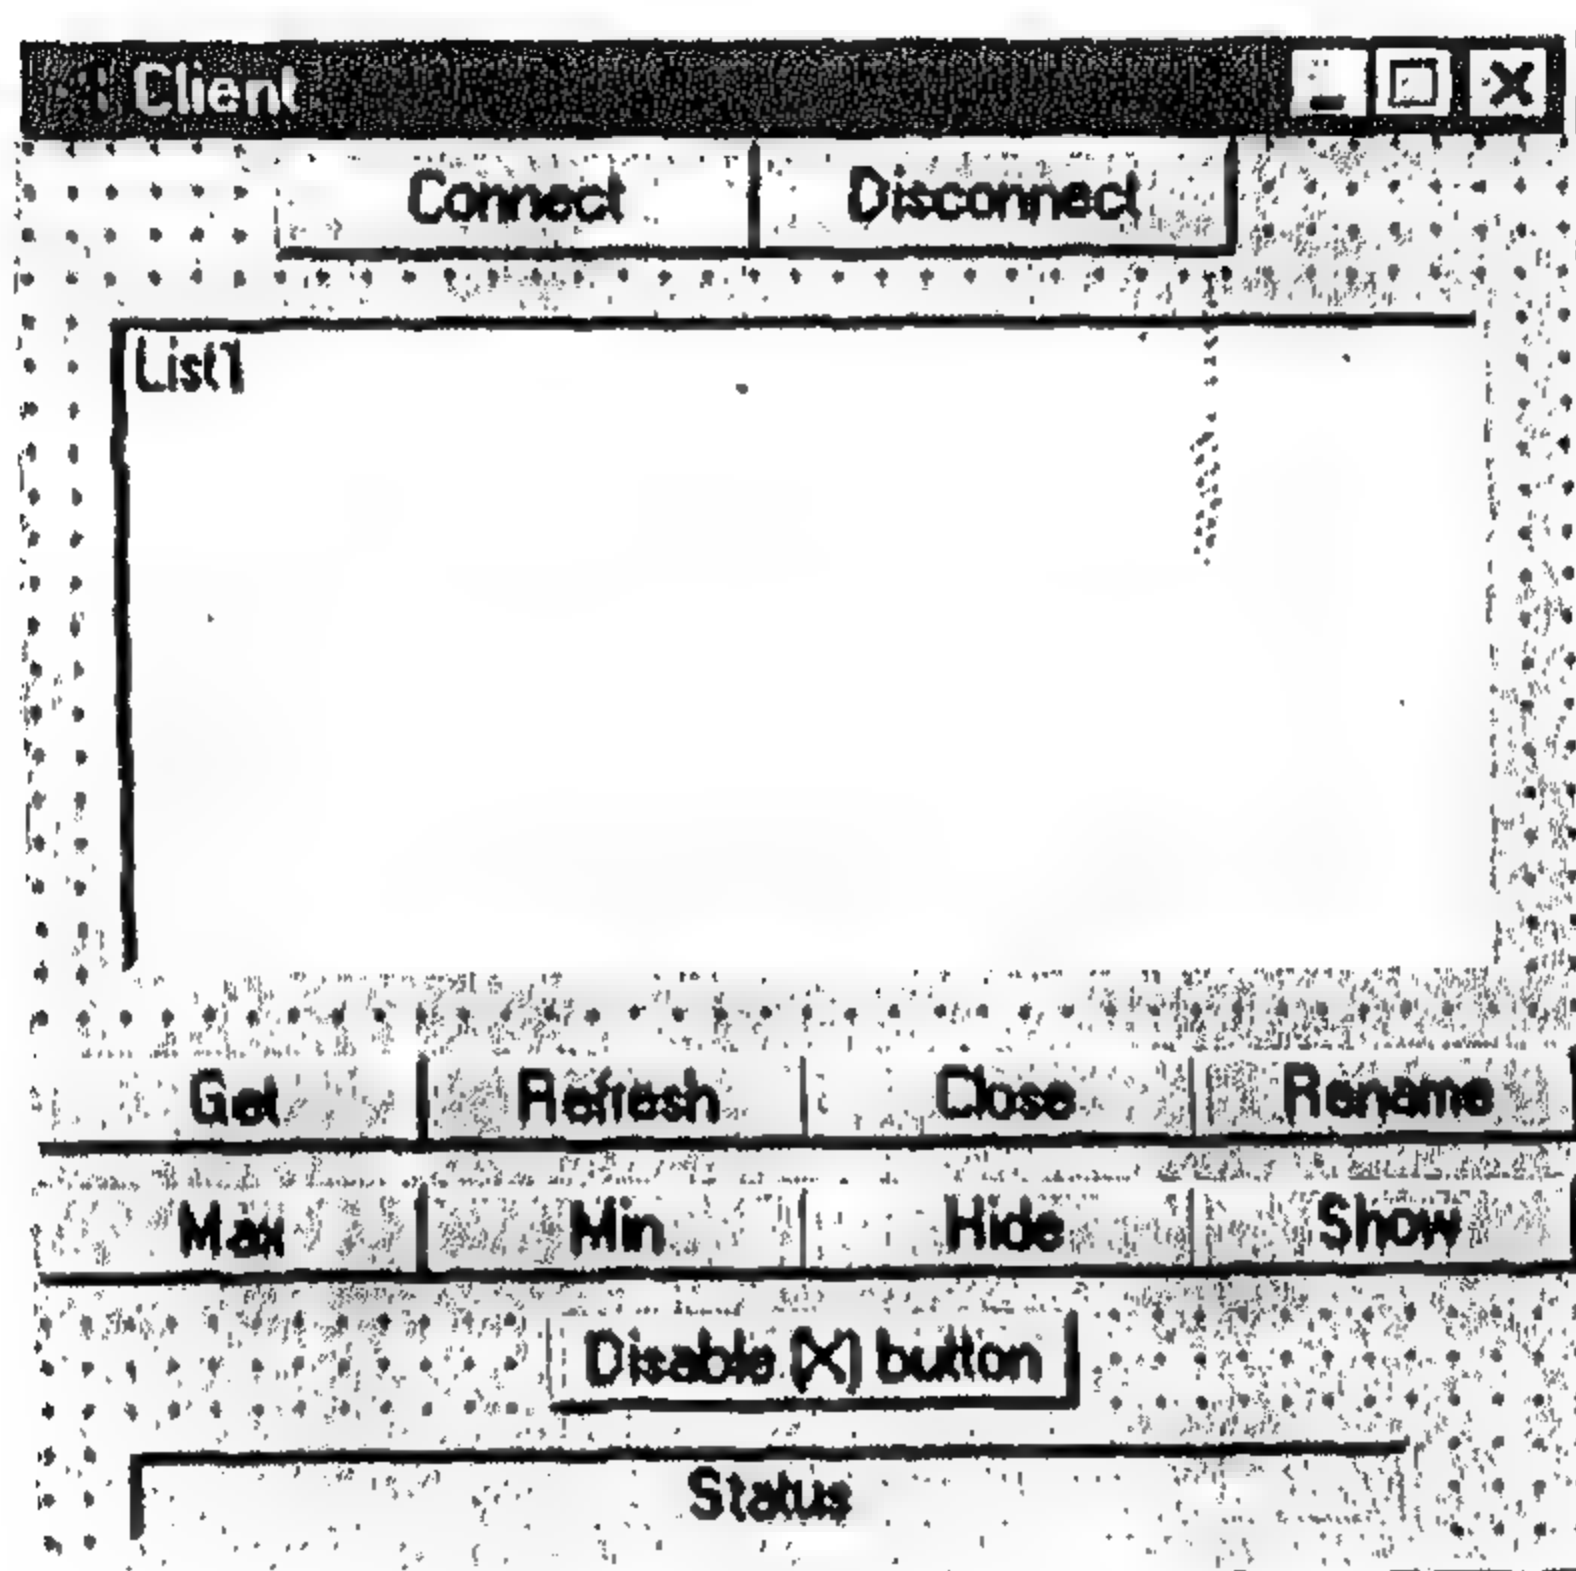 Client
Connect Disconnect
List1
Get Refresh Close Rename
Max Min Hide Show
Disable (X) button
Status